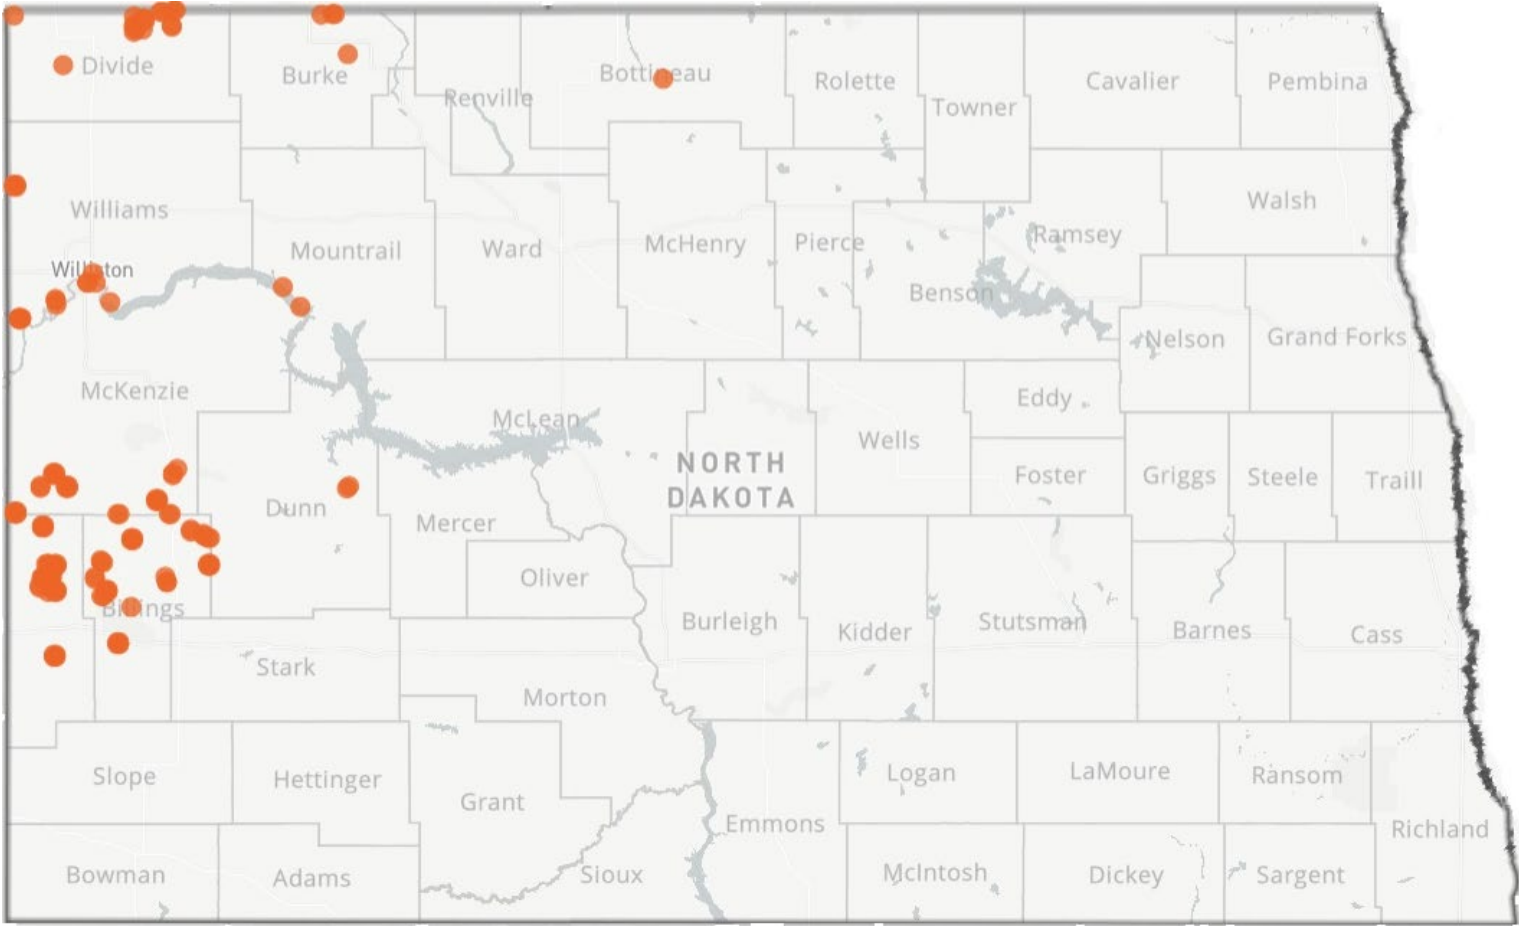 Divide
Burke
Renville
Bottineau
Rolette
Towner
Cavalier
Pembina
Williams
Williston
Mountrail
Ward
McHenry
Pierce
Benson
Ramsey
Walsh
Nelson
Grand Forks
McKenzie
McLean
Wells
Eddy
Foster
Griggs
Steele
Traill
NORTH
DAKOTA
Dunn
Mercer
Oliver
Billings
Burleigh
Kidder
Stutsman
Barnes
Cass
Stark
Morton
Slope
Hettinger
Grant
Emmons
Logan
LaMoure
Ransom
Richland
Bowman
Adams
Sioux
McIntosh
Dickey
Sargent